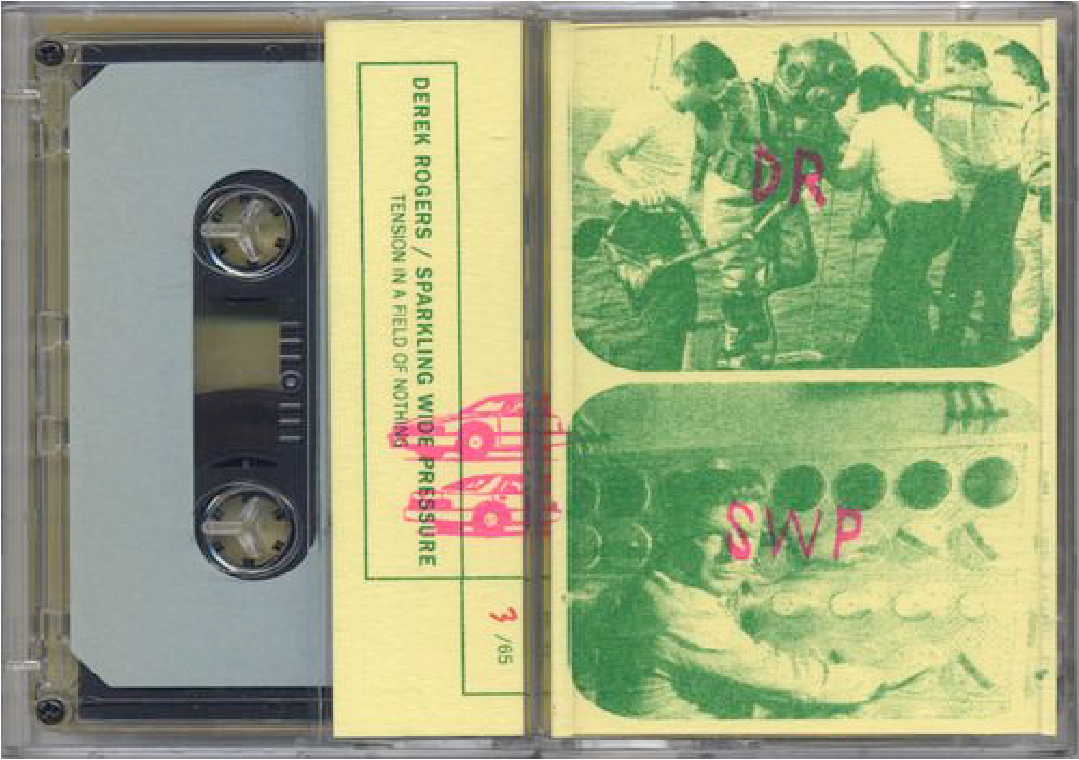 DEREK ROGERS / SPARKLING WIDE PRESSURE
TENSION IN A FIELD OF NOTHING
3 /65
DR
SWP